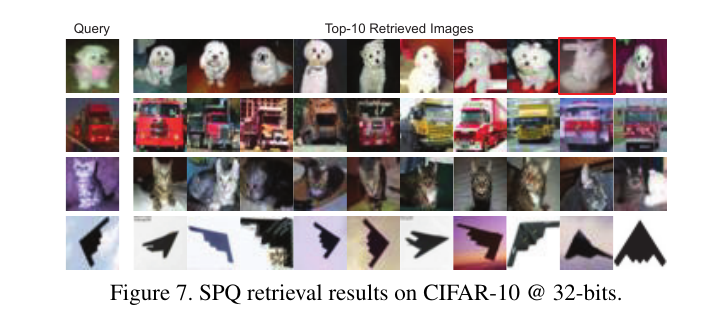 Query
Top-10 Retrieved Images
Figure 7. SPQ retrieval results on CIFAR-10 @ 32-bits.